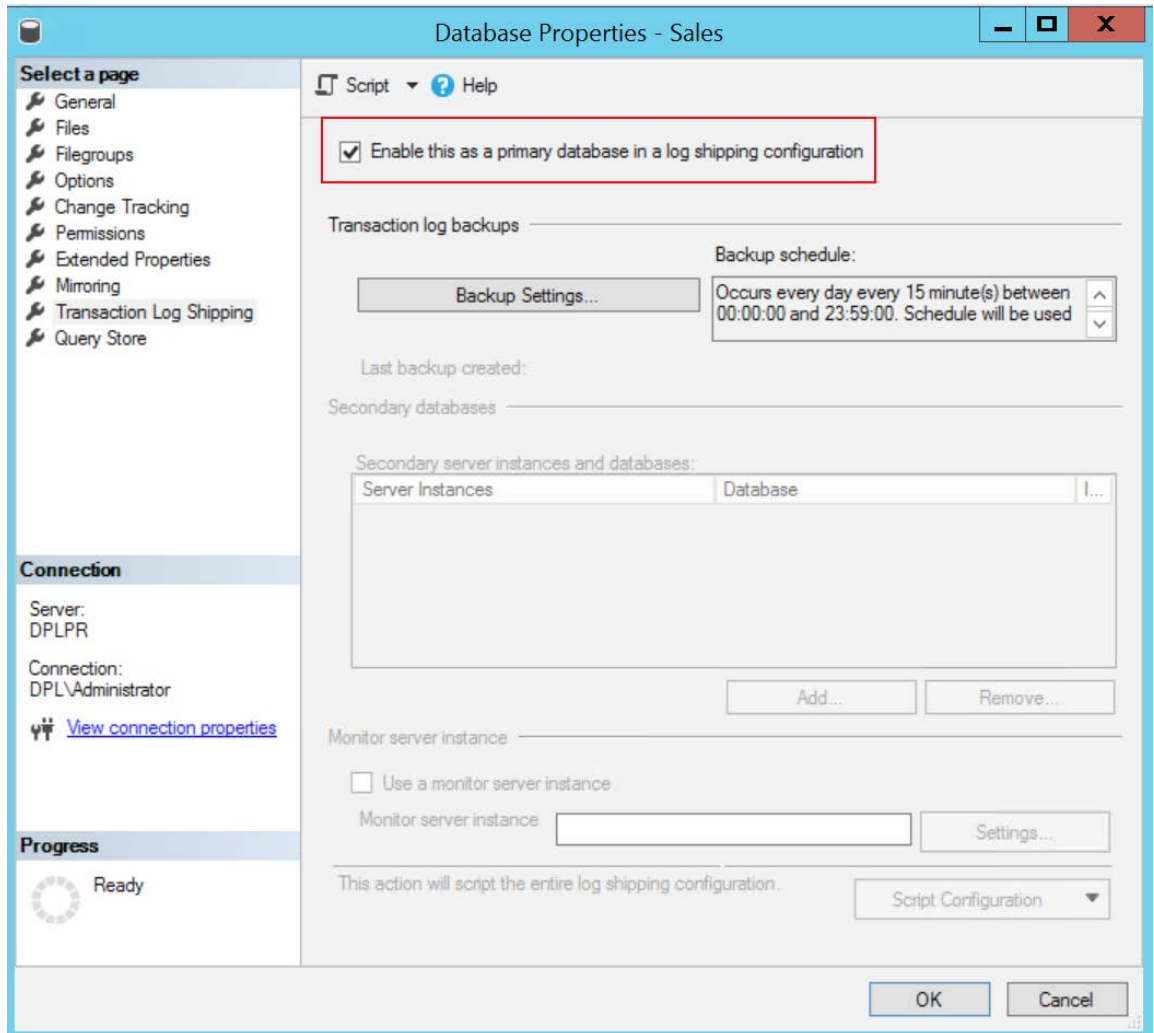 Database Properties - Sales
Select a page
General
Files
Filegroups
Options
Change Tracking
Permissions
Extended Properties
Mirroring
Transaction Log Shipping
Query Store
Connection
Server:
DPLPR
Connection:
DPL\Administrator
View connection properties
Progress
Ready
Script
Help
Enable this as a primary database in a log shipping configuration
Transaction log backups
Backup schedule:
Backup Settings...
Occurs every day every 15 minute(s) between
00:00:00 and 23:59:00. Schedule will be used
Last backup created:
Secondary databases
Secondary server instances and databases:
Server Instances Database I...
Add... Remove...
Monitor server instance
Use a monitor server instance
Monitor server instance
Settings...
This action will script the entire log shipping configuration.
Script Configuration
OK Cancel